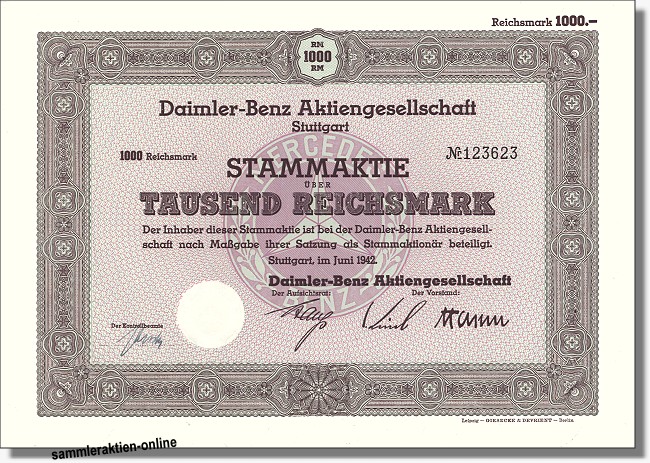 Reichsmark 1000.—
RM
1000
RM
Daimler-Benz Aktiengesellschaft
Stuttgart
1000 Reichsmark
№ 123623
STAMMAKTIE
ÜBER
TAUSEND REICHSMARK
Der Inhaber dieser Stammaktie ist bei der Daimler-Benz Aktiengesell-
schaft nach Maßgabe ihrer Satzung als Stammaktionär beteiligt.
Stuttgart, im Juni 1942.
Daimler-Benz Aktiengesellschaft
Der Aufsichtsrat:
Der Vorstand:
Der Kontrollbeamte
MERCEDES
BENZ
Leipzig — GIESECKE & DEVRIENT — Berlin
sammleraktien-online